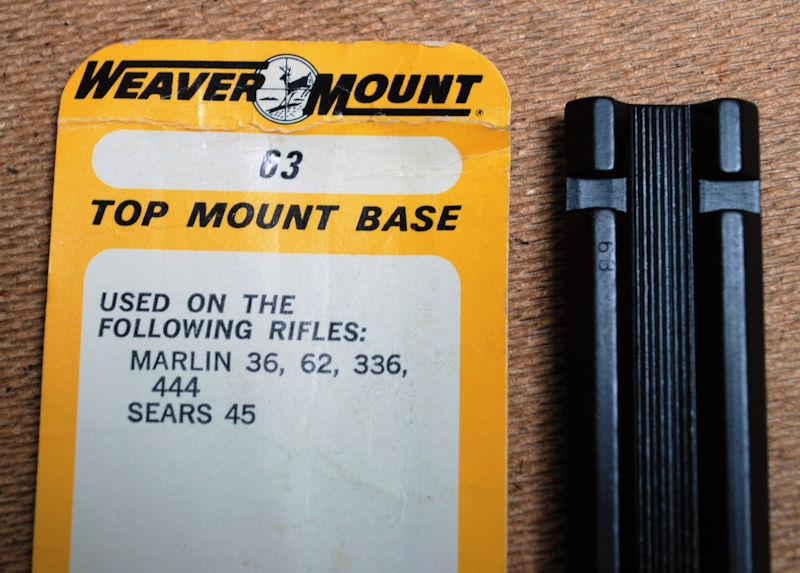 WEAVER MOUNT ®
63
TOP MOUNT BASE
USED ON THE
FOLLOWING RIFLES:
MARLIN 36, 62, 336,
444
SEARS 45
63